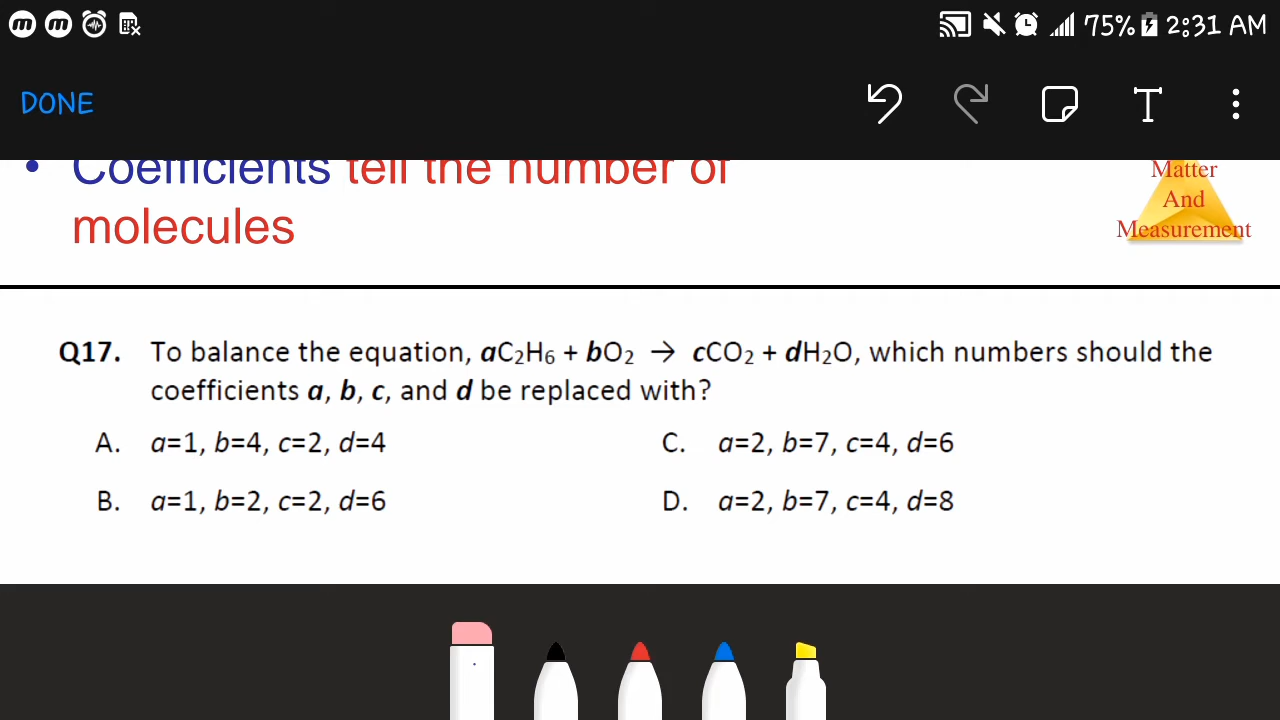 75% 2:31 AM
DONE
T
• Coefficients tell the number of
molecules
Matter
And
Measurement
Q17. To balance the equation, aC₂H₆ + bO₂ → cCO₂ + dH₂O, which numbers should the
coefficients a, b, c, and d be replaced with?
A. a=1, b=4, c=2, d=4
C. a=2, b=7, c=4, d=6
B. a=1, b=2, c=2, d=6
D. a=2, b=7, c=4, d=8